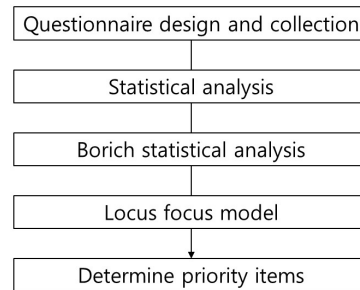 Questionnaire design and collection
Statistical analysis
Borich statistical analysis
Locus focus model
Determine priority items